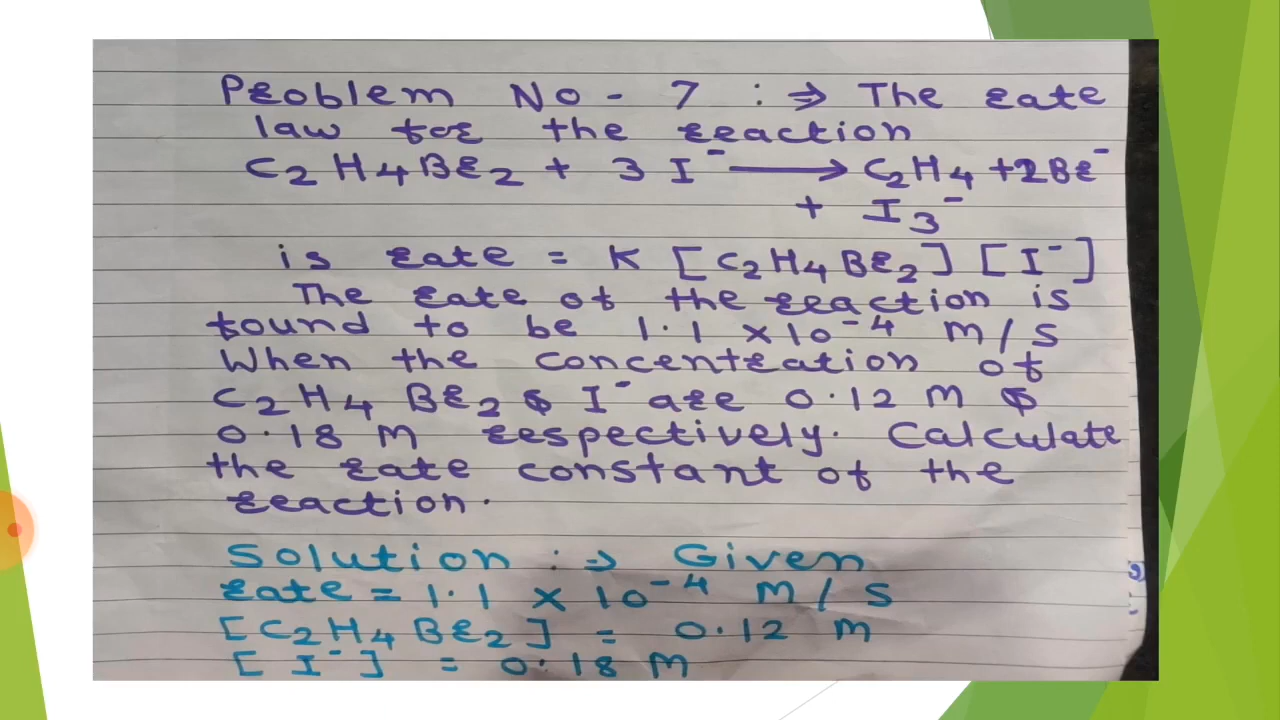 Problem No - 7 :⇒ The rate
law for the reaction
C2H4Br2 + 3 I⁻ ⟶ C2H4 + 2Br⁻
+ I3⁻
is rate = K [C2H4Br2] [I⁻]
The rate of the reaction is
found to be 1.1 ×10⁻⁴ M/S
When the concentration of
C2H4 Br2 & I⁻ are 0.12 M &
0.18 M respectively. Calculate
the rate constant of the
reaction.
Solution :⇒ Given
rate = 1.1 × 10⁻⁴ M/S
[C2H4Br2] = 0.12 M
[I⁻] = 0.18 M